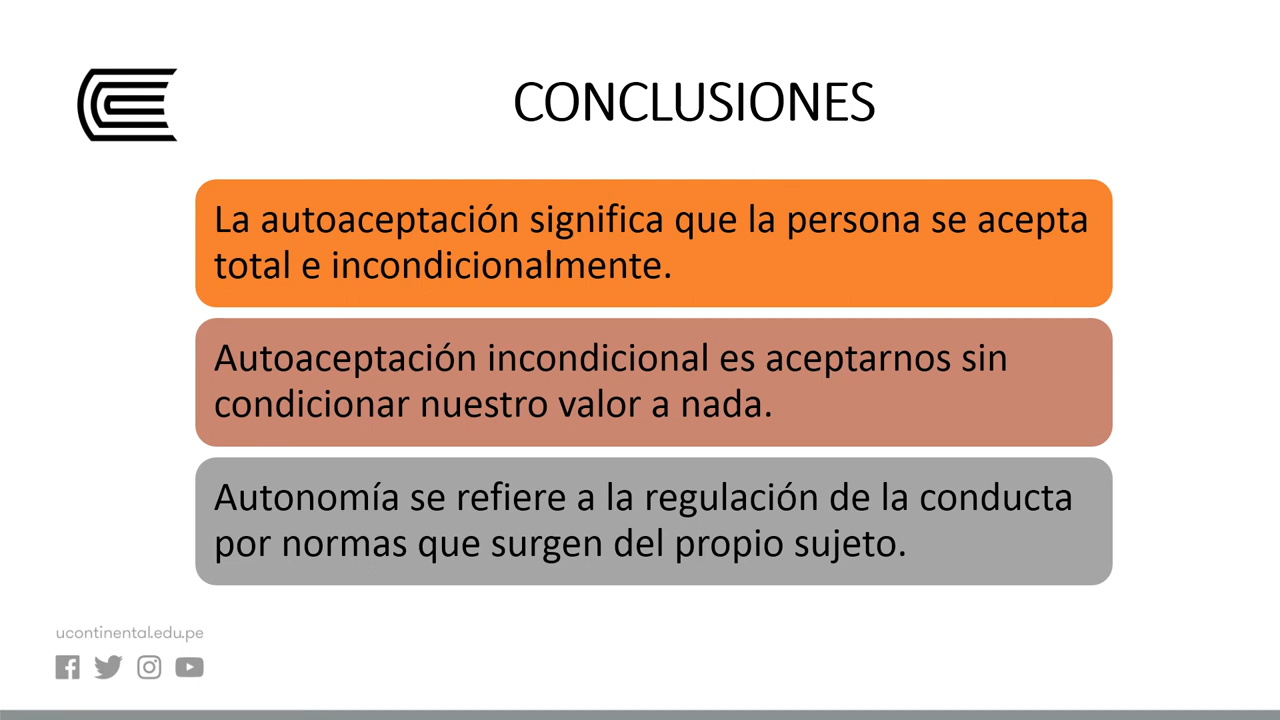 CONCLUSIONES
La autoaceptación significa que la persona se acepta
total e incondicionalmente.
Autoaceptación incondicional es aceptarnos sin
condicionar nuestro valor a nada.
Autonomía se refiere a la regulación de la conducta
por normas que surgen del propio sujeto.
ucontinental.edu.pe